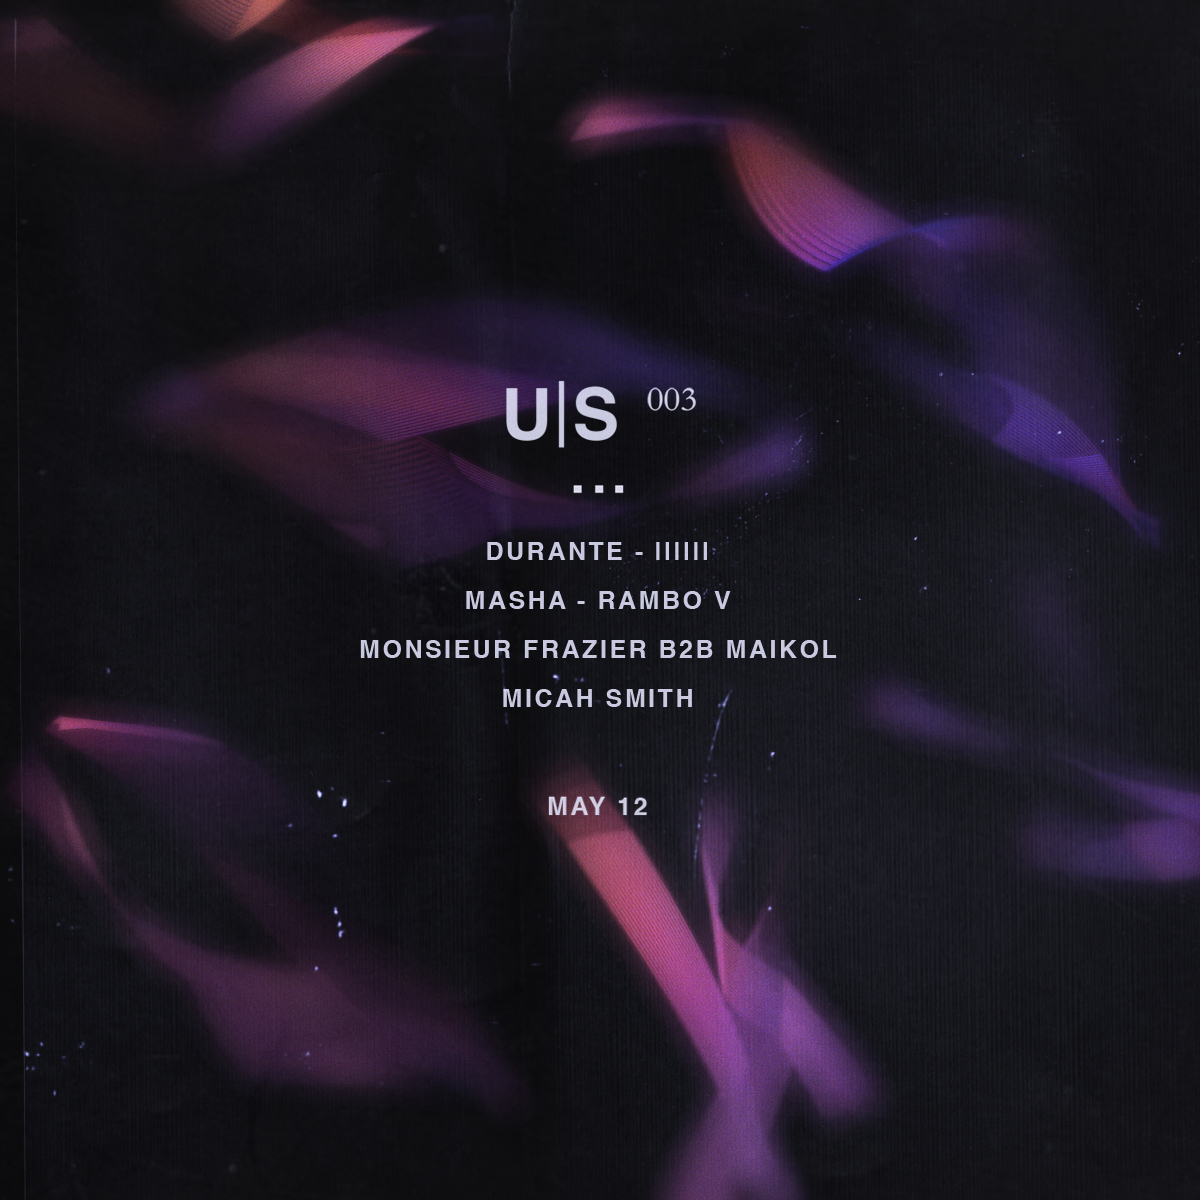 U|S 003
...
DURANTE - IIIIII
MASHA - RAMBO V
MONSIEUR FRAZIER B2B MAIKOL
MICAH SMITH
MAY 12